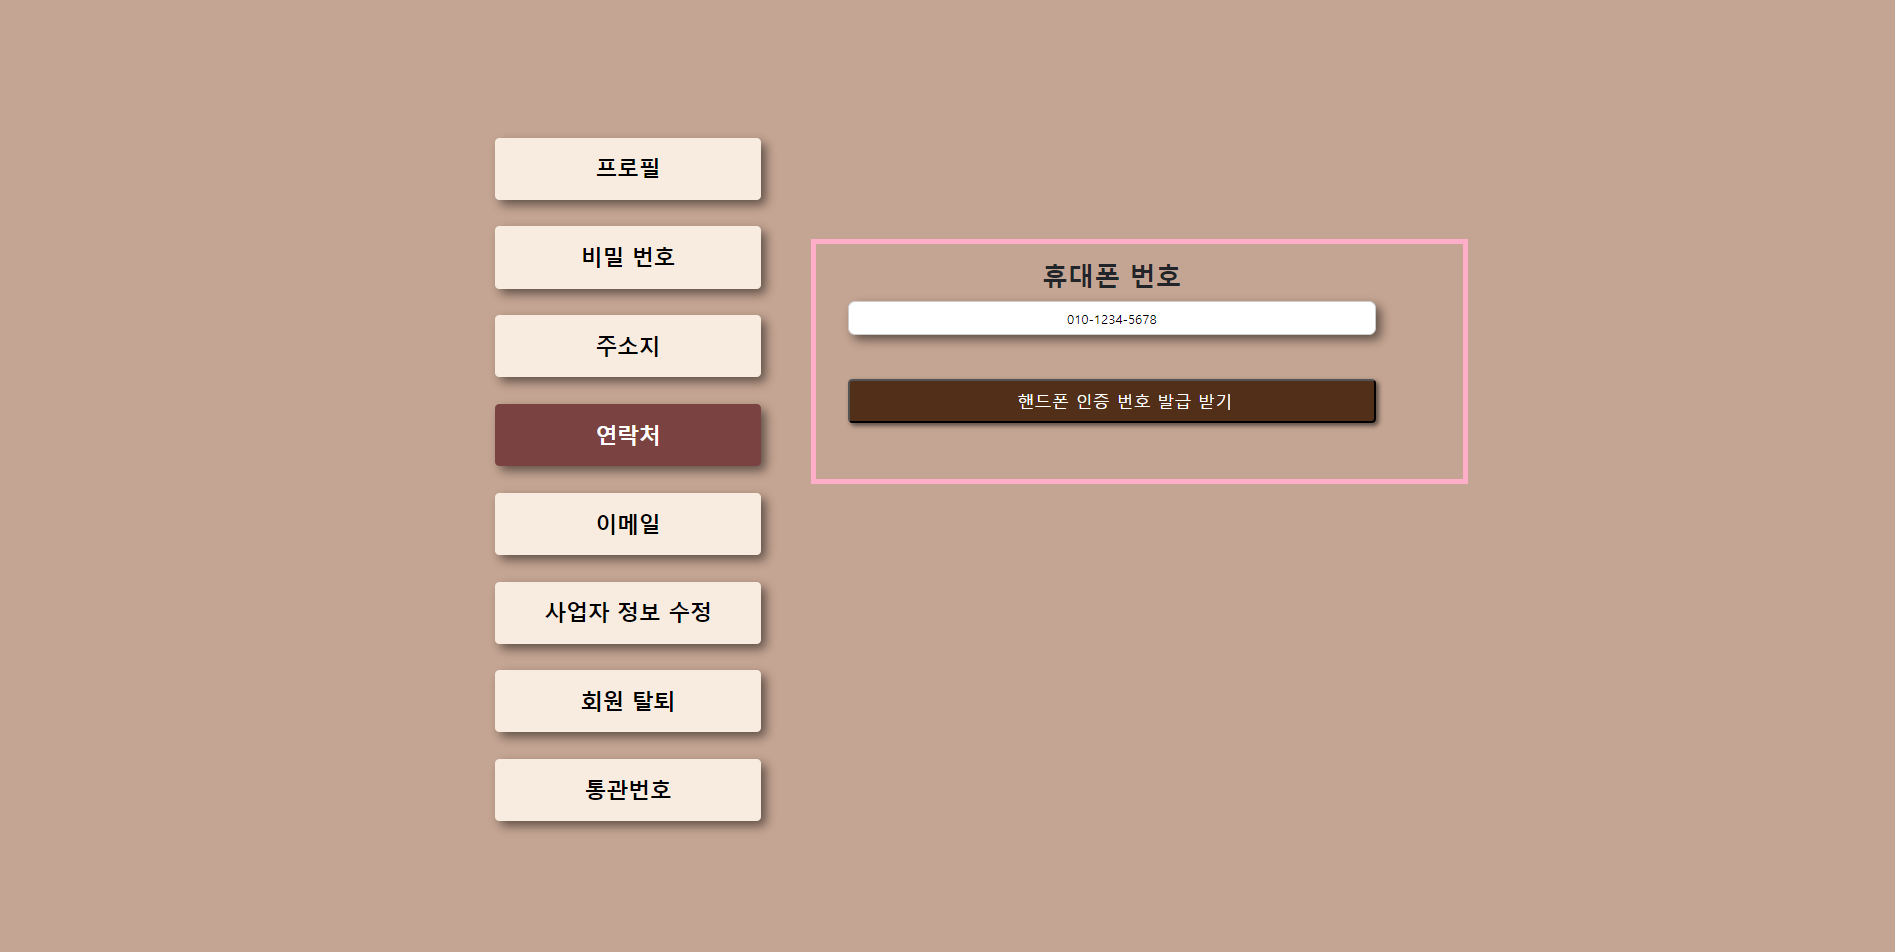 프로필
비밀 번호
주소지
연락처
이메일
사업자 정보 수정
회원 탈퇴
통관번호
휴대폰 번호
010-1234-5678
핸드폰 인증 번호 발급 받기